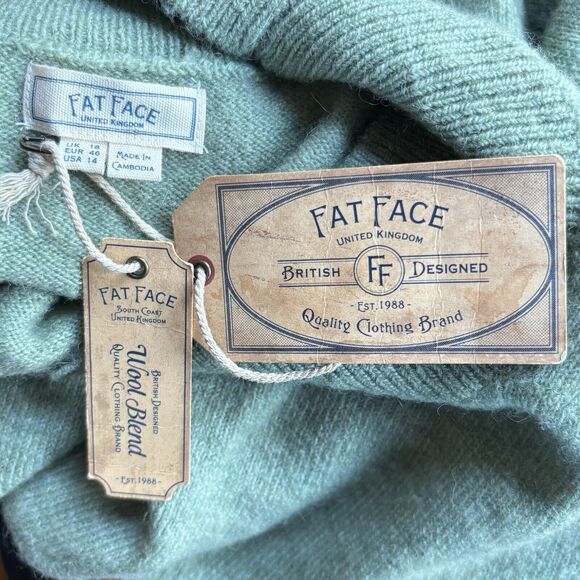 FAT FACE
UNITED KINGDOM
UK 18
EUR 46
USA 14
MADE IN
CAMBODIA
FAT FACE
UNITED KINGDOM
BRITISH FF DESIGNED
- EST. 1988 -
Quality Clothing Brand
FAT FACE
SOUTH COAST
UNITED KINGDOM
BRITISH DESIGNED
Wool Blend
QUALITY CLOTHING BRAND
- EST. 1988 -